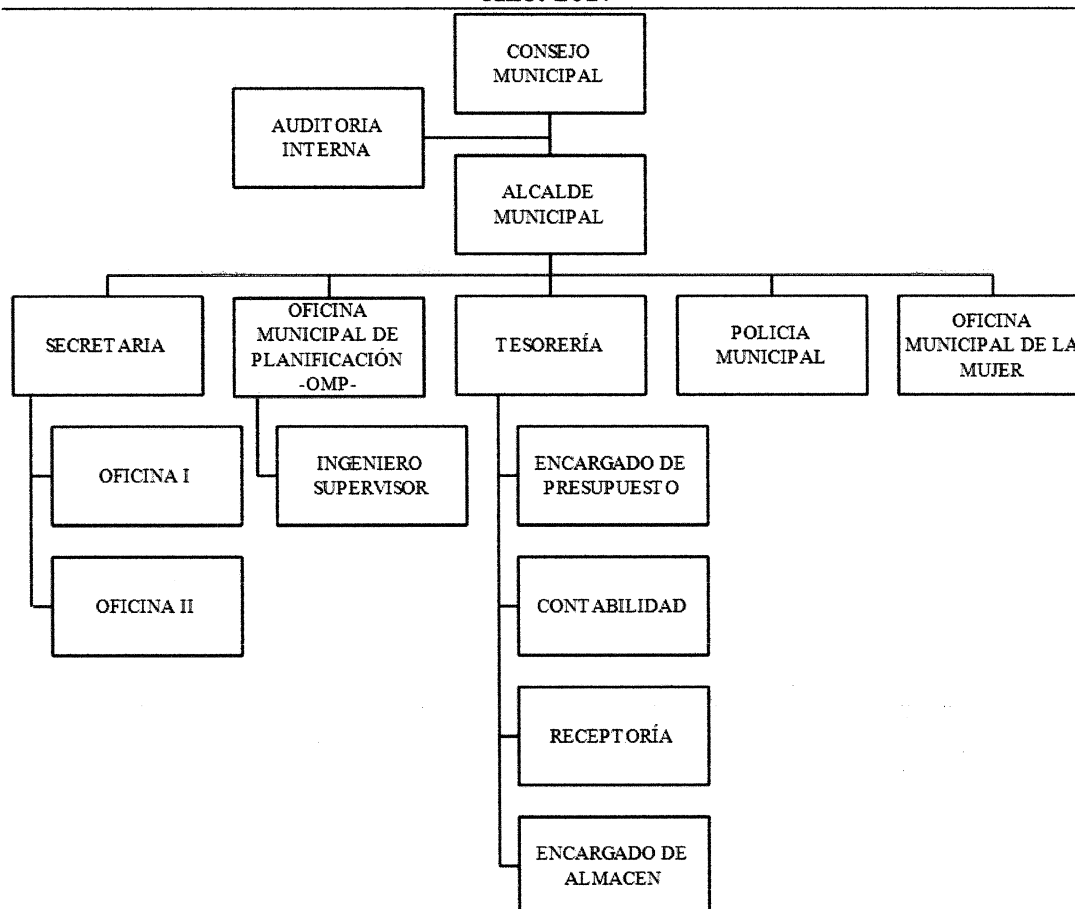 CONSEJO
MUNICIPAL
AUDITORIA
INTERNA
ALCALDE
MUNICIPAL
SECRETARIA
OFICINA
MUNICIPAL DE
PLANIFICACIÓN
-OMP-
TESORERÍA
POLICIA
MUNICIPAL
OFICINA
MUNICIPAL DE LA
MUJER
OFICINA I
INGENIERO
SUPERVISOR
ENCARGADO DE
PRESUPUESTO
OFICINA II
CONTABILIDAD
RECEPTORÍA
ENCARGADO DE
ALMACEN